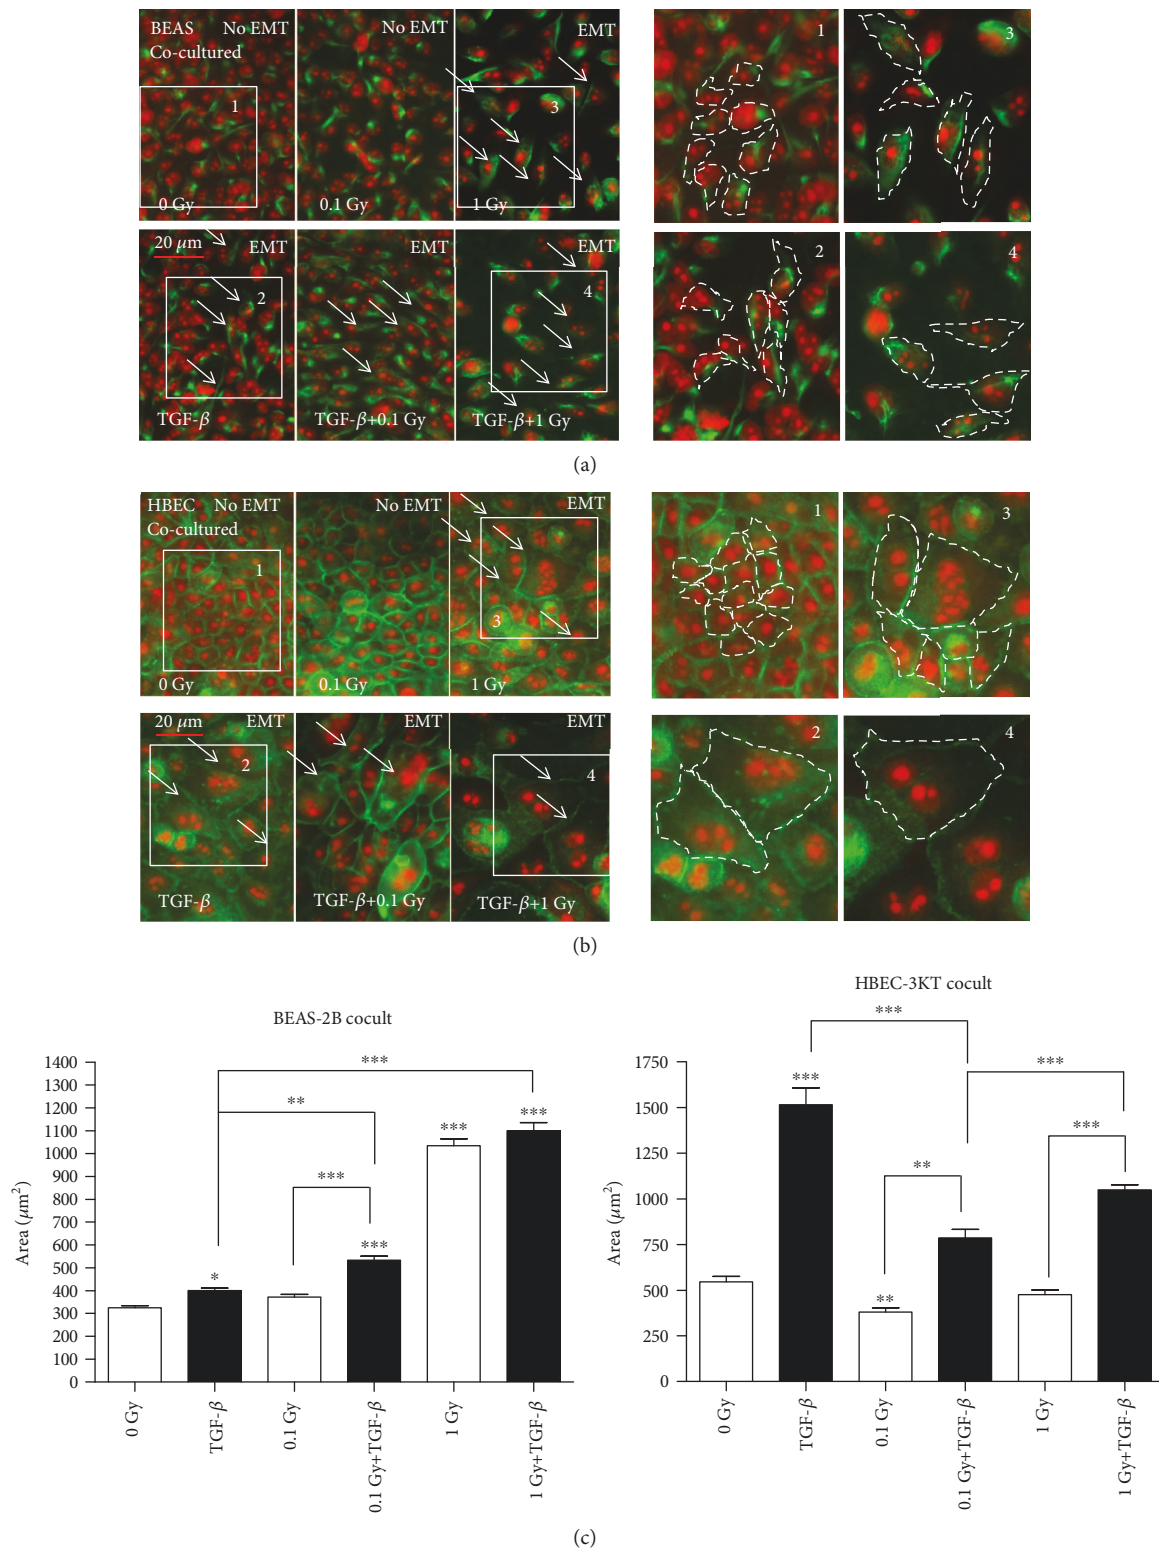 BEAS No EMT
Co-cultured
0 Gy
No EMT
0.1 Gy
EMT
1 Gy
1
3
1
3
20 μm
EMT
2
TGF-β
EMT
TGF-β+0.1 Gy
EMT
4
TGF-β+1 Gy
2
4
(a)
HBEC No EMT
Co-cultured
1
0 Gy
No EMT
0.1 Gy
EMT
3
1 Gy
1
3
20 μm
EMT
2
TGF-β
EMT
TGF-β+0.1 Gy
EMT
4
TGF-β+1 Gy
2
4
(b)
BEAS-2B cocult
Area (μm²)
1400
1300
1200
1100
1000
900
800
700
600
500
400
300
200
100
0
***
**
***
*
***
***
***
0 Gy
TGF-β
0.1 Gy
0.1 Gy+TGF-β
1 Gy
1 Gy+TGF-β
HBEC-3KT cocult
Area (μm²)
1750
1500
1250
1000
750
500
250
0
***
***
***
***
**
**
0 Gy
TGF-β
0.1 Gy
0.1 Gy+TGF-β
1 Gy
1 Gy+TGF-β
(c)